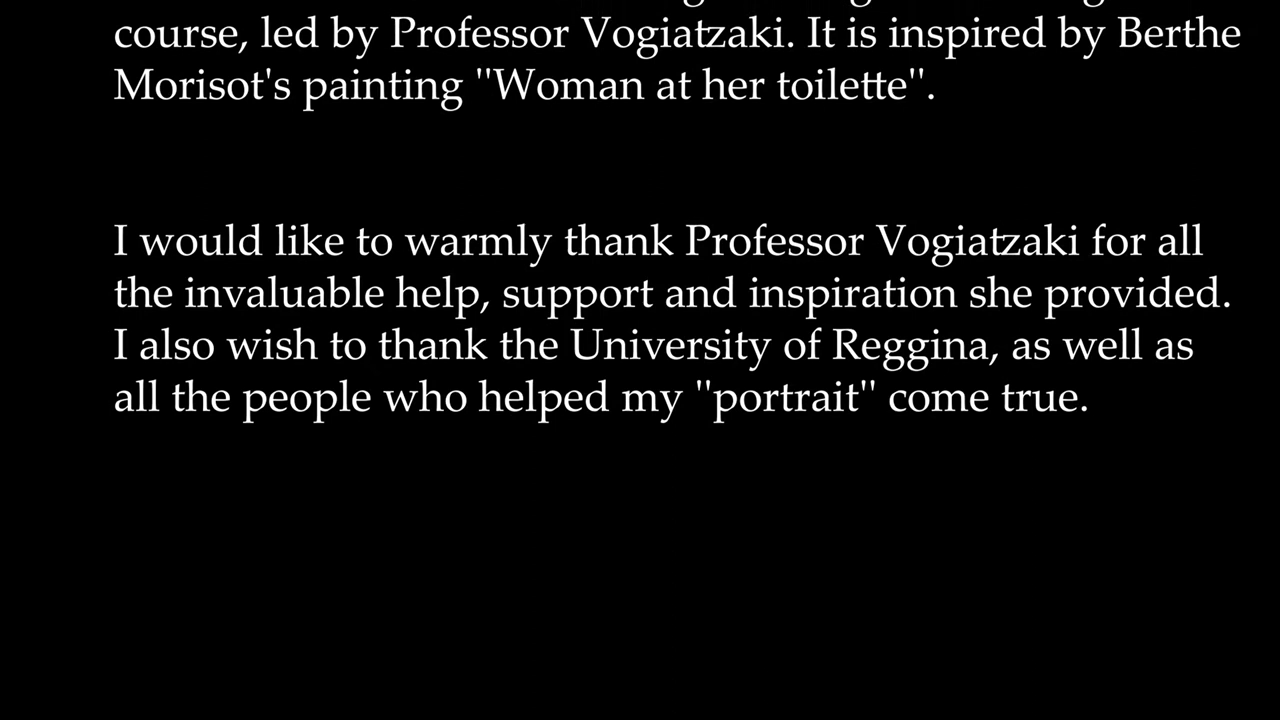 course, led by Professor Vogiatzaki. It is inspired by Berthe
Morisot's painting "Woman at her toilette".
I would like to warmly thank Professor Vogiatzaki for all
the invaluable help, support and inspiration she provided.
I also wish to thank the University of Reggina, as well as
all the people who helped my "portrait" come true.